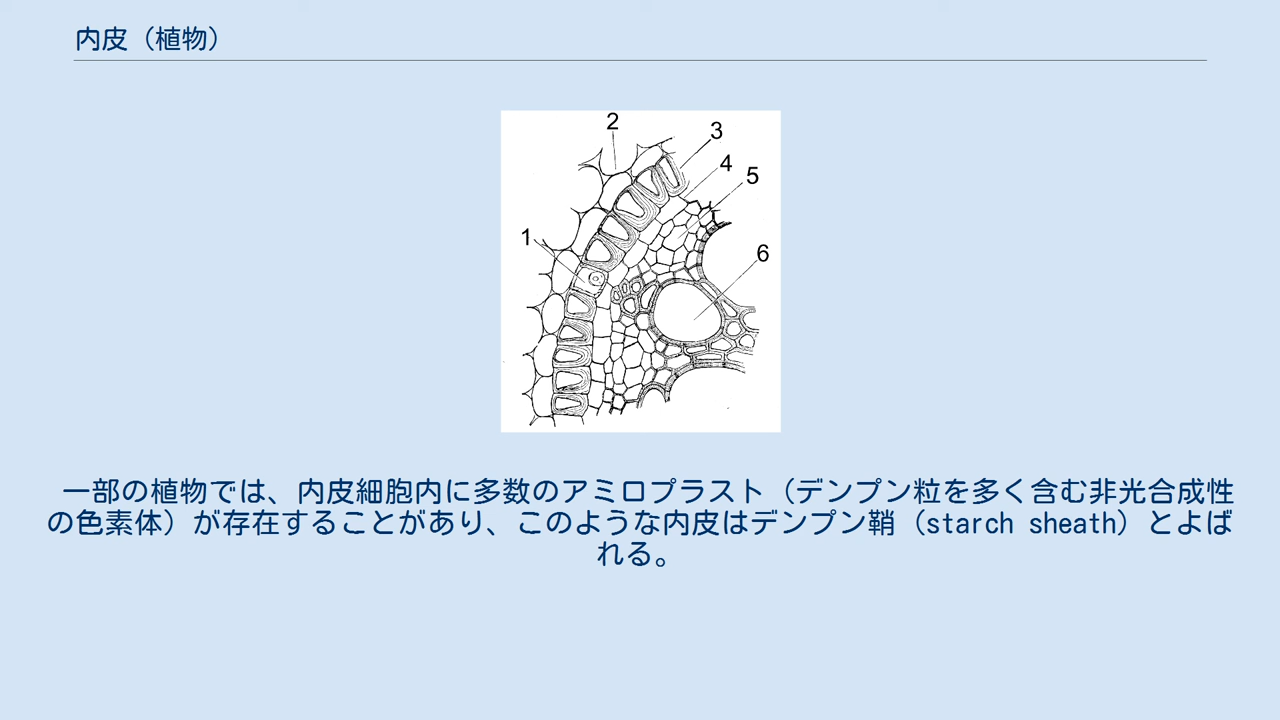 内皮（植物）
2
3
4
5
1
6
一部の植物では、内皮細胞内に多数のアミロプラスト（デンプン粒を多く含む非光合成性
の色素体）が存在することがあり、このような内皮はデンプン鞘（starch sheath）とよば
れる。